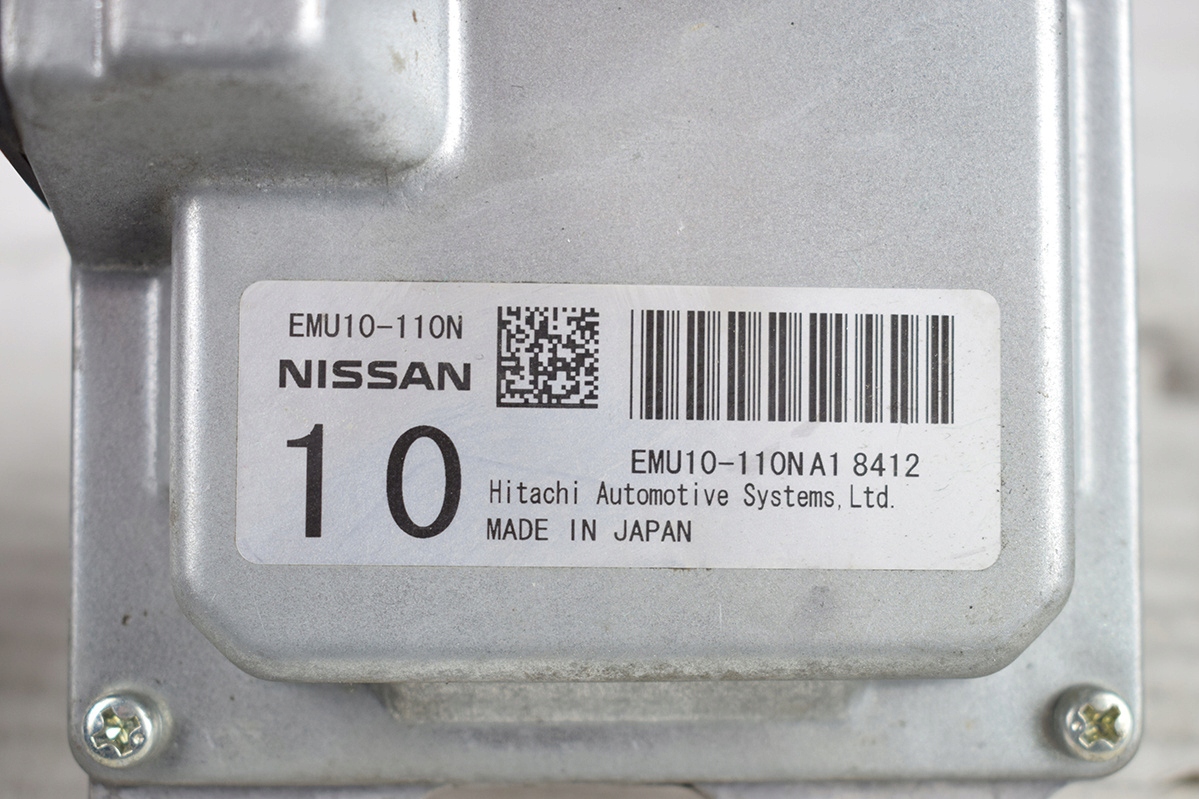 EMU10-110N
NISSAN
10
EMU10-110NA1 8412
Hitachi Automotive Systems,Ltd.
MADE IN JAPAN